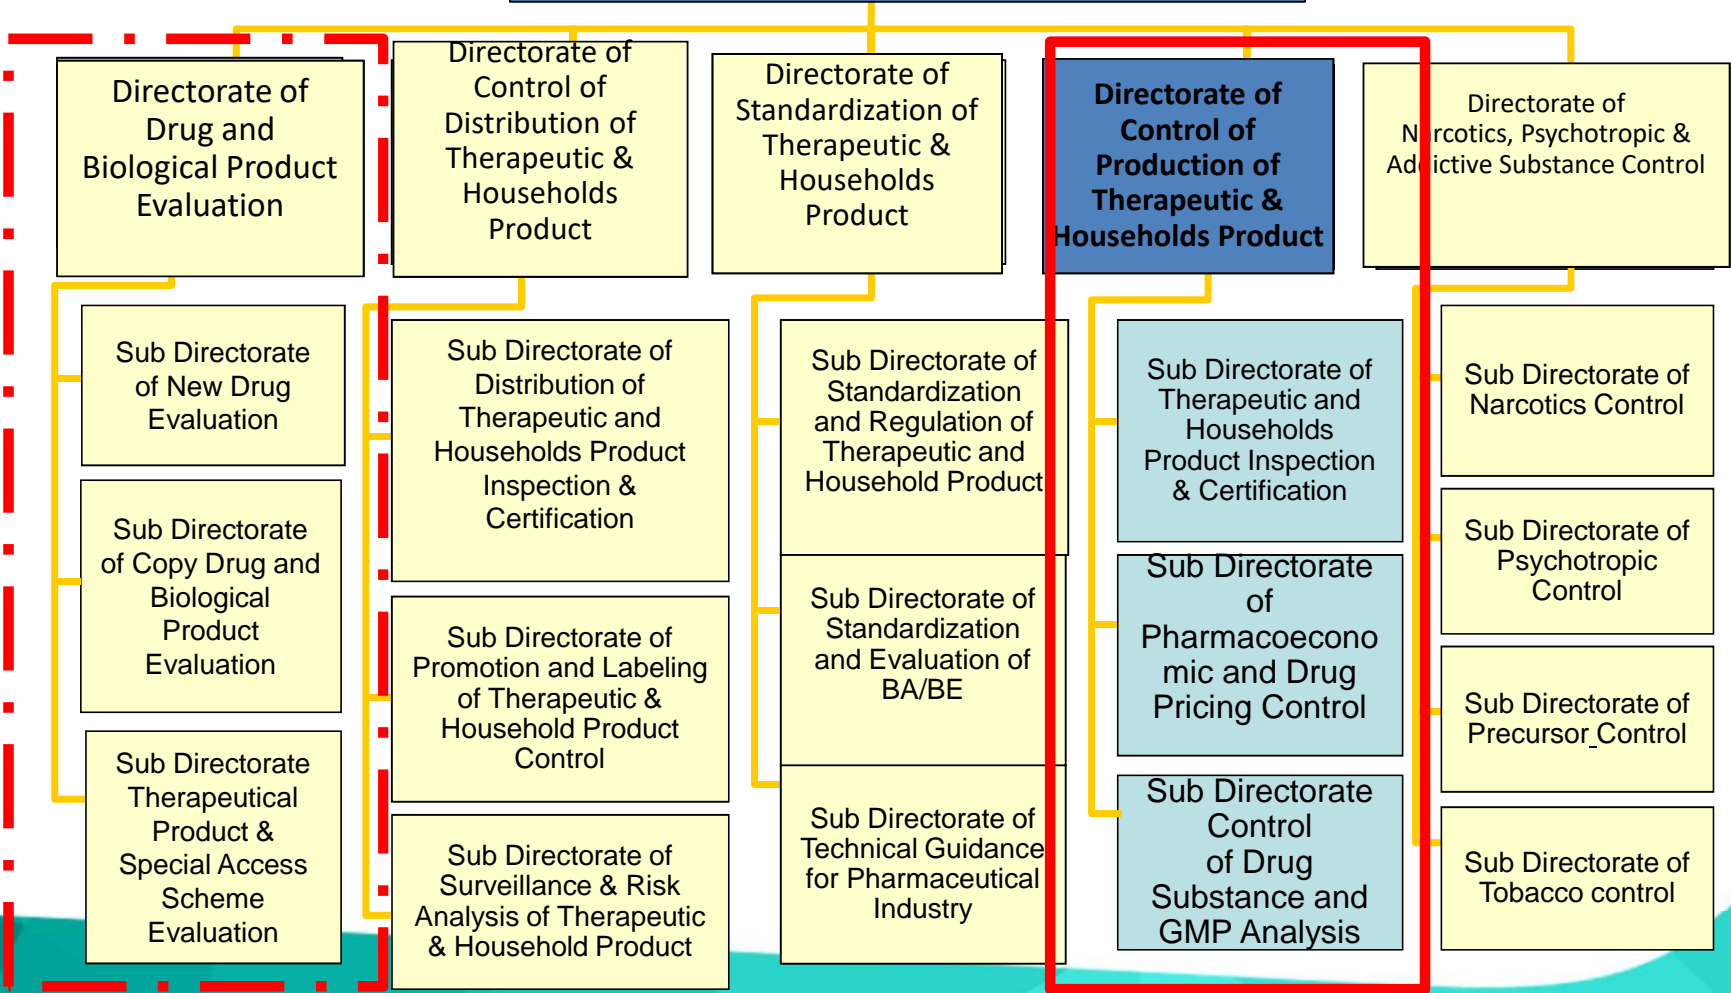 Directorate of
Drug and
Biological Product
Evaluation
Directorate of
Control of
Distribution of
Therapeutic &
Households
Product
Directorate of
Standardization of
Therapeutic &
Households
Product
Directorate of
Control of
Production of
Therapeutic &
Households Product
Directorate of
Narcotics, Psychotropic &
Addictive Substance Control
Sub Directorate
of New Drug
Evaluation
Sub Directorate
of Copy Drug and
Biological
Product
Evaluation
Sub Directorate
Therapeutical
Product &
Special Access
Scheme
Evaluation
Sub Directorate of
Distribution of
Therapeutic and
Households Product
Inspection &
Certification
Sub Directorate of
Promotion and Labeling
of Therapeutic &
Household Product
Control
Sub Directorate of
Surveillance & Risk
Analysis of Therapeutic
& Household Product
Sub Directorate of
Standardization
and Regulation of
Therapeutic and
Household Product
Sub Directorate of
Standardization
and Evaluation of
BA/BE
Sub Directorate of
Technical Guidance
for Pharmaceutical
Industry
Sub Directorate of
Therapeutic and
Households
Product Inspection
& Certification
Sub Directorate
of
Pharmacoecono
mic and Drug
Pricing Control
Sub Directorate
Control
of Drug
Substance and
GMP Analysis
Sub Directorate of
Narcotics Control
Sub Directorate of
Psychotropic
Control
Sub Directorate of
Precursor Control
Sub Directorate of
Tobacco control